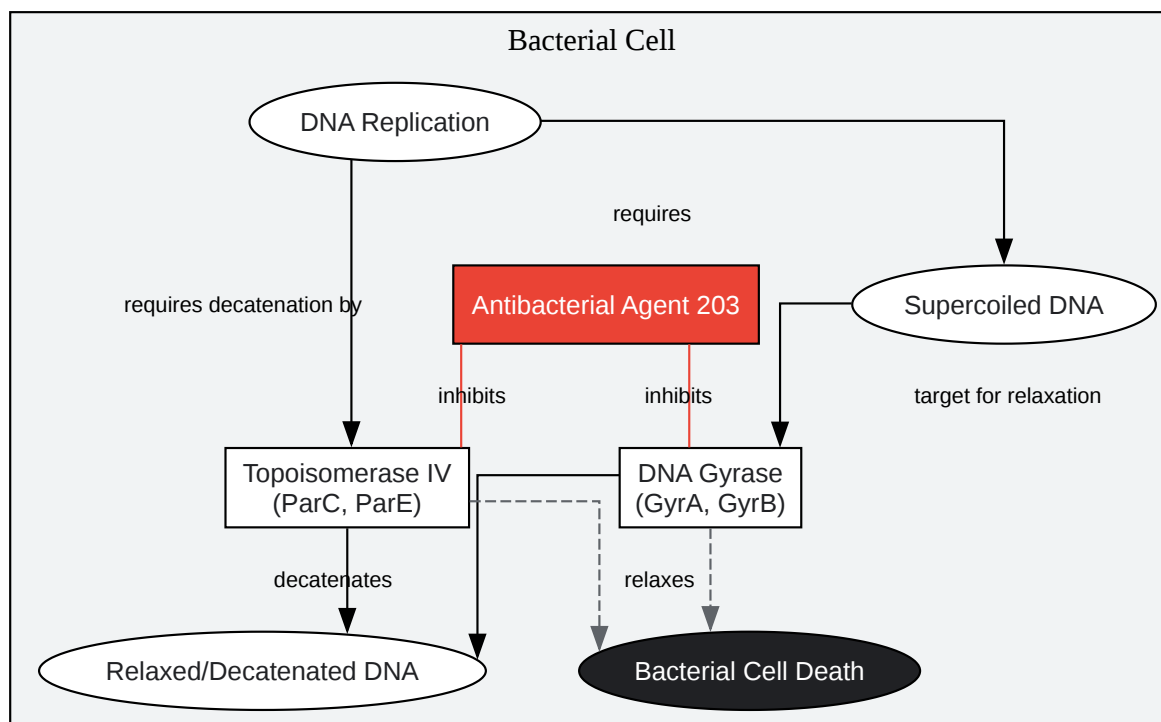 Bacterial Cell
DNA Replication
requires
requires decatenation by
Antibacterial Agent 203
Supercoiled DNA
inhibits
inhibits
target for relaxation
Topoisomerase IV
(ParC, ParE)
DNA Gyrase
(GyrA, GyrB)
decatenates
relaxes
Relaxed/Decatenated DNA
Bacterial Cell Death